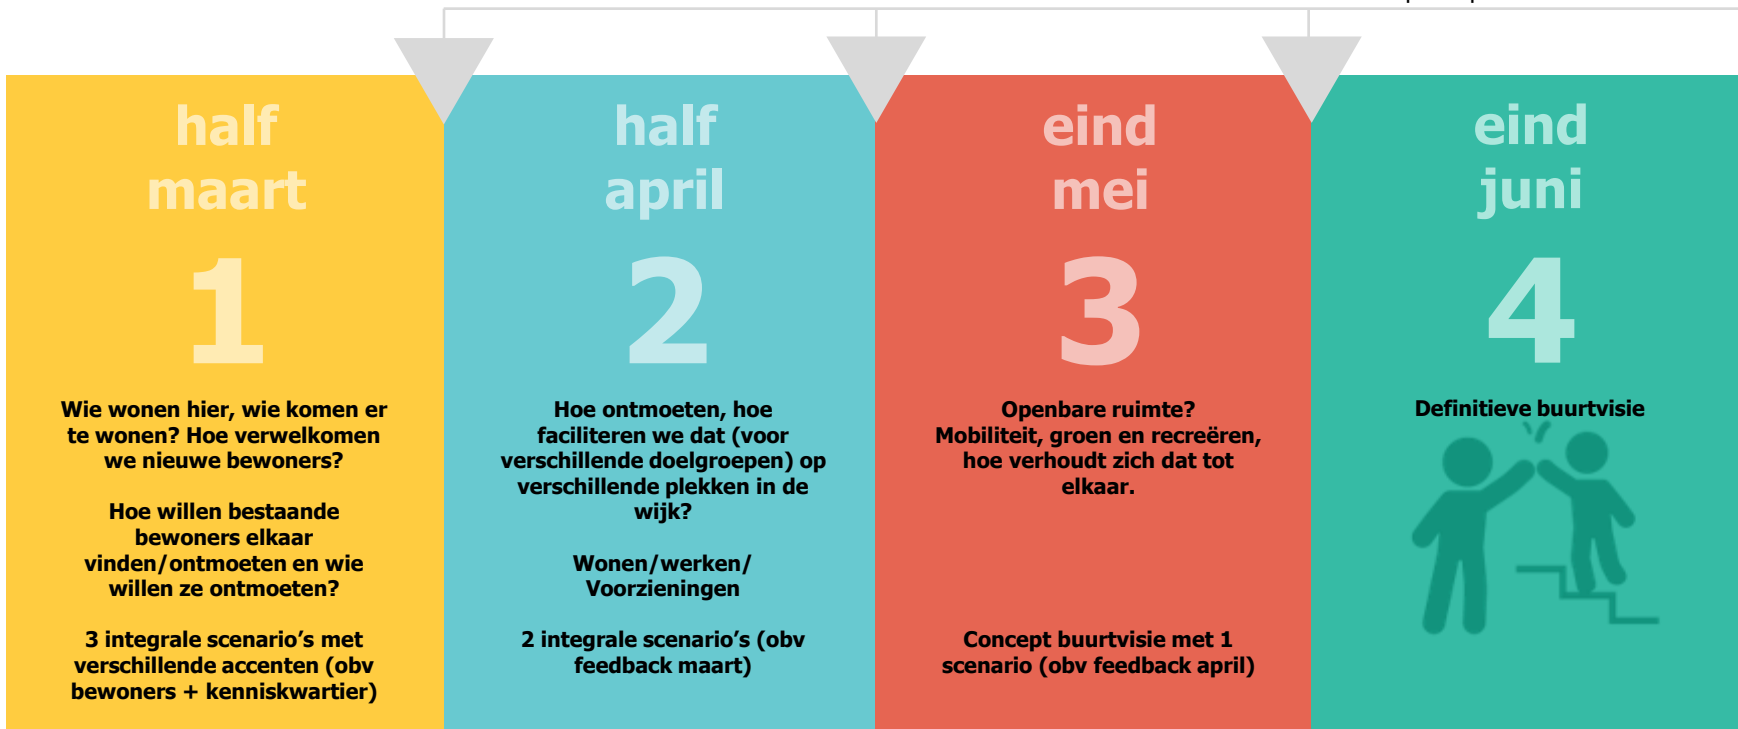 half
maart
1
Wie wonen hier, wie komen er
te wonen? Hoe verwelkomen
we nieuwe bewoners?
Hoe willen bestaande
bewoners elkaar
vinden/ontmoeten en wie
willen ze ontmoeten?
3 integrale scenario’s met
verschillende accenten (obv
bewoners + kenniskwartier)
half
april
2
Hoe ontmoeten, hoe
faciliteren we dat (voor
verschillende doelgroepen) op
verschillende plekken in de
wijk?
Wonen/werken/
Voorzieningen
2 integrale scenario’s (obv
feedback maart)
eind
mei
3
Openbare ruimte?
Mobiliteit, groen en recreëren,
hoe verhoudt zich dat tot
elkaar.
Concept buurtvisie met 1
scenario (obv feedback april)
eind
juni
4
Definitieve buurtvisie